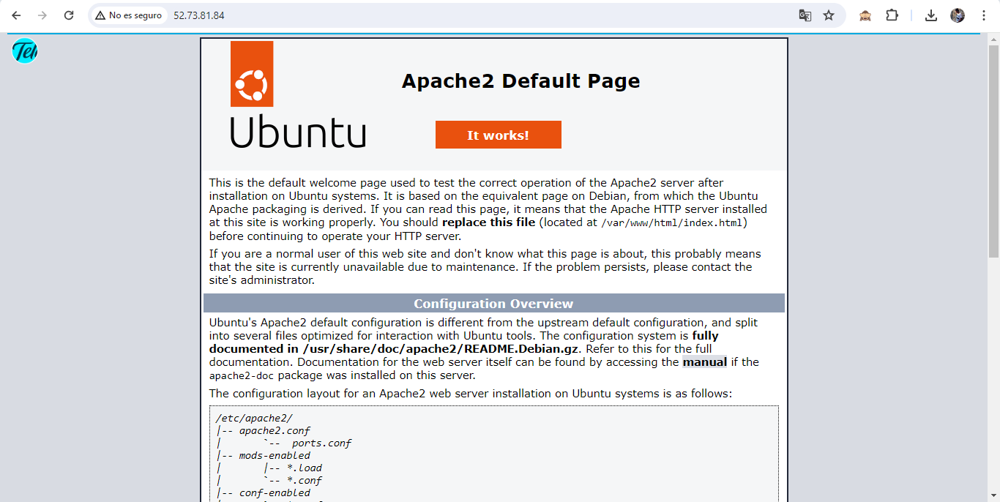 No es seguro 52.73.81.84
Tel
Apache2 Default Page
Ubuntu
It works!
This is the default welcome page used to test the correct operation of the Apache2 server after
installation on Ubuntu systems. It is based on the equivalent page on Debian, from which the Ubuntu
Apache packaging is derived. If you can read this page, it means that the Apache HTTP server installed
at this site is working properly. You should replace this file (located at /var/www/html/index.html)
before continuing to operate your HTTP server.
If you are a normal user of this web site and don't know what this page is about, this probably means
that the site is currently unavailable due to maintenance. If the problem persists, please contact the
site's administrator.
Configuration Overview
Ubuntu's Apache2 default configuration is different from the upstream default configuration, and split
into several files optimized for interaction with Ubuntu tools. The configuration system is fully
documented in /usr/share/doc/apache2/README.Debian.gz. Refer to this for the full
documentation. Documentation for the web server itself can be found by accessing the manual if the
apache2-doc package was installed on this server.
The configuration layout for an Apache2 web server installation on Ubuntu systems is as follows:
/etc/apache2/
|-- apache2.conf
|       `--  ports.conf
|-- mods-enabled
|       |-- *.load
|       `-- *.conf
|-- conf-enabled